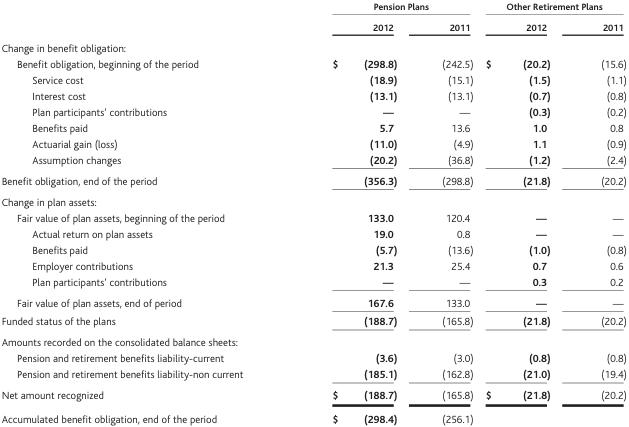 Pension Plans Other Retirement Plans
2012 2011 2012 2011
Change in benefit obligation:
Benefit obligation, beginning of the period $ (298.8) (242.5) $ (20.2) (15.6)
Service cost (18.9) (15.1) (1.5) (1.1)
Interest cost (13.1) (13.1) (0.7) (0.8)
Plan participants' contributions — — (0.3) (0.2)
Benefits paid 5.7 13.6 1.0 0.8
Actuarial gain (loss) (11.0) (4.9) 1.1 (0.9)
Assumption changes (20.2) (36.8) (1.2) (2.4)
Benefit obligation, end of the period (356.3) (298.8) (21.8) (20.2)
Change in plan assets:
Fair value of plan assets, beginning of the period 133.0 120.4 — —
Actual return on plan assets 19.0 0.8 — —
Benefits paid (5.7) (13.6) (1.0) (0.8)
Employer contributions 21.3 25.4 0.7 0.6
Plan participants' contributions — — 0.3 0.2
Fair value of plan assets, end of period 167.6 133.0 — —
Funded status of the plans (188.7) (165.8) (21.8) (20.2)
Amounts recorded on the consolidated balance sheets:
Pension and retirement benefits liability-current (3.6) (3.0) (0.8) (0.8)
Pension and retirement benefits liability-non current (185.1) (162.8) (21.0) (19.4)
Net amount recognized $ (188.7) (165.8) $ (21.8) (20.2)
Accumulated benefit obligation, end of the period $ (298.4) (256.1)